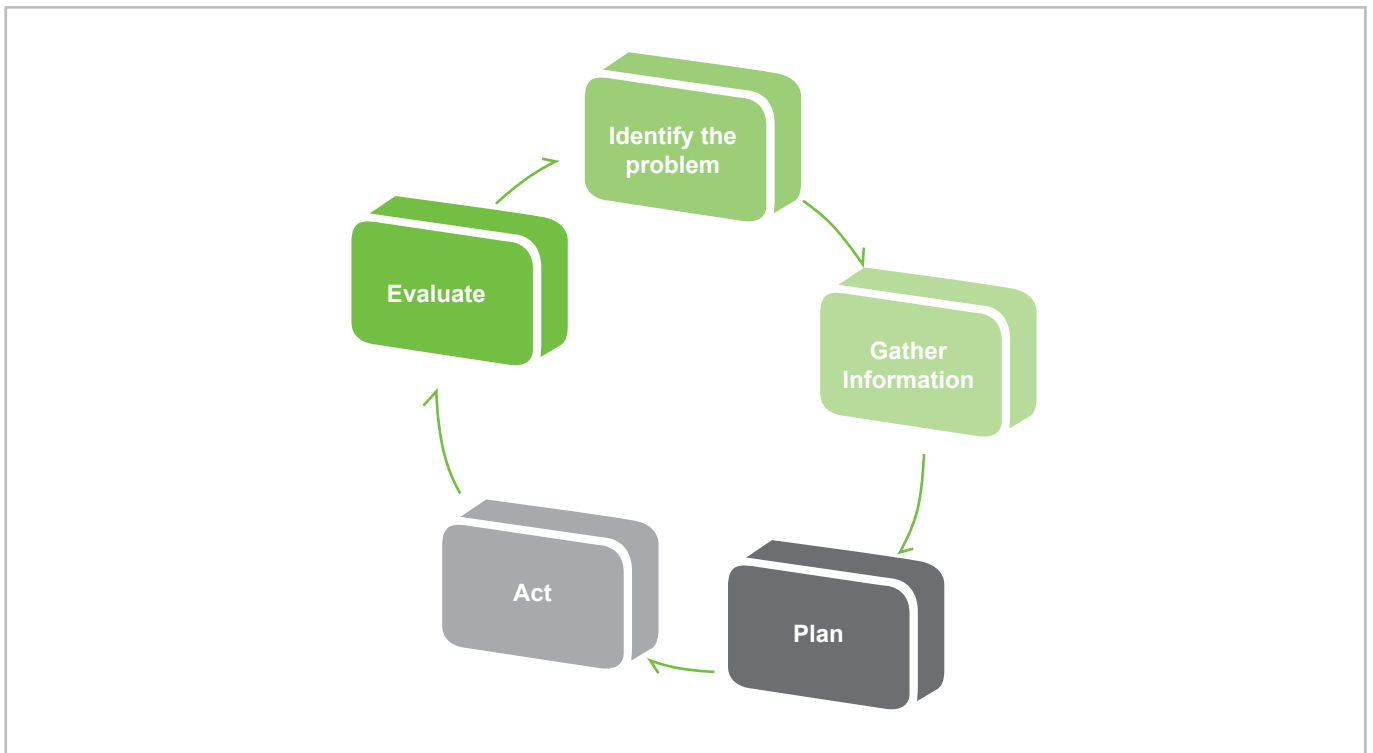 Identify the
problem
Gather
Information
Plan
Act
Evaluate